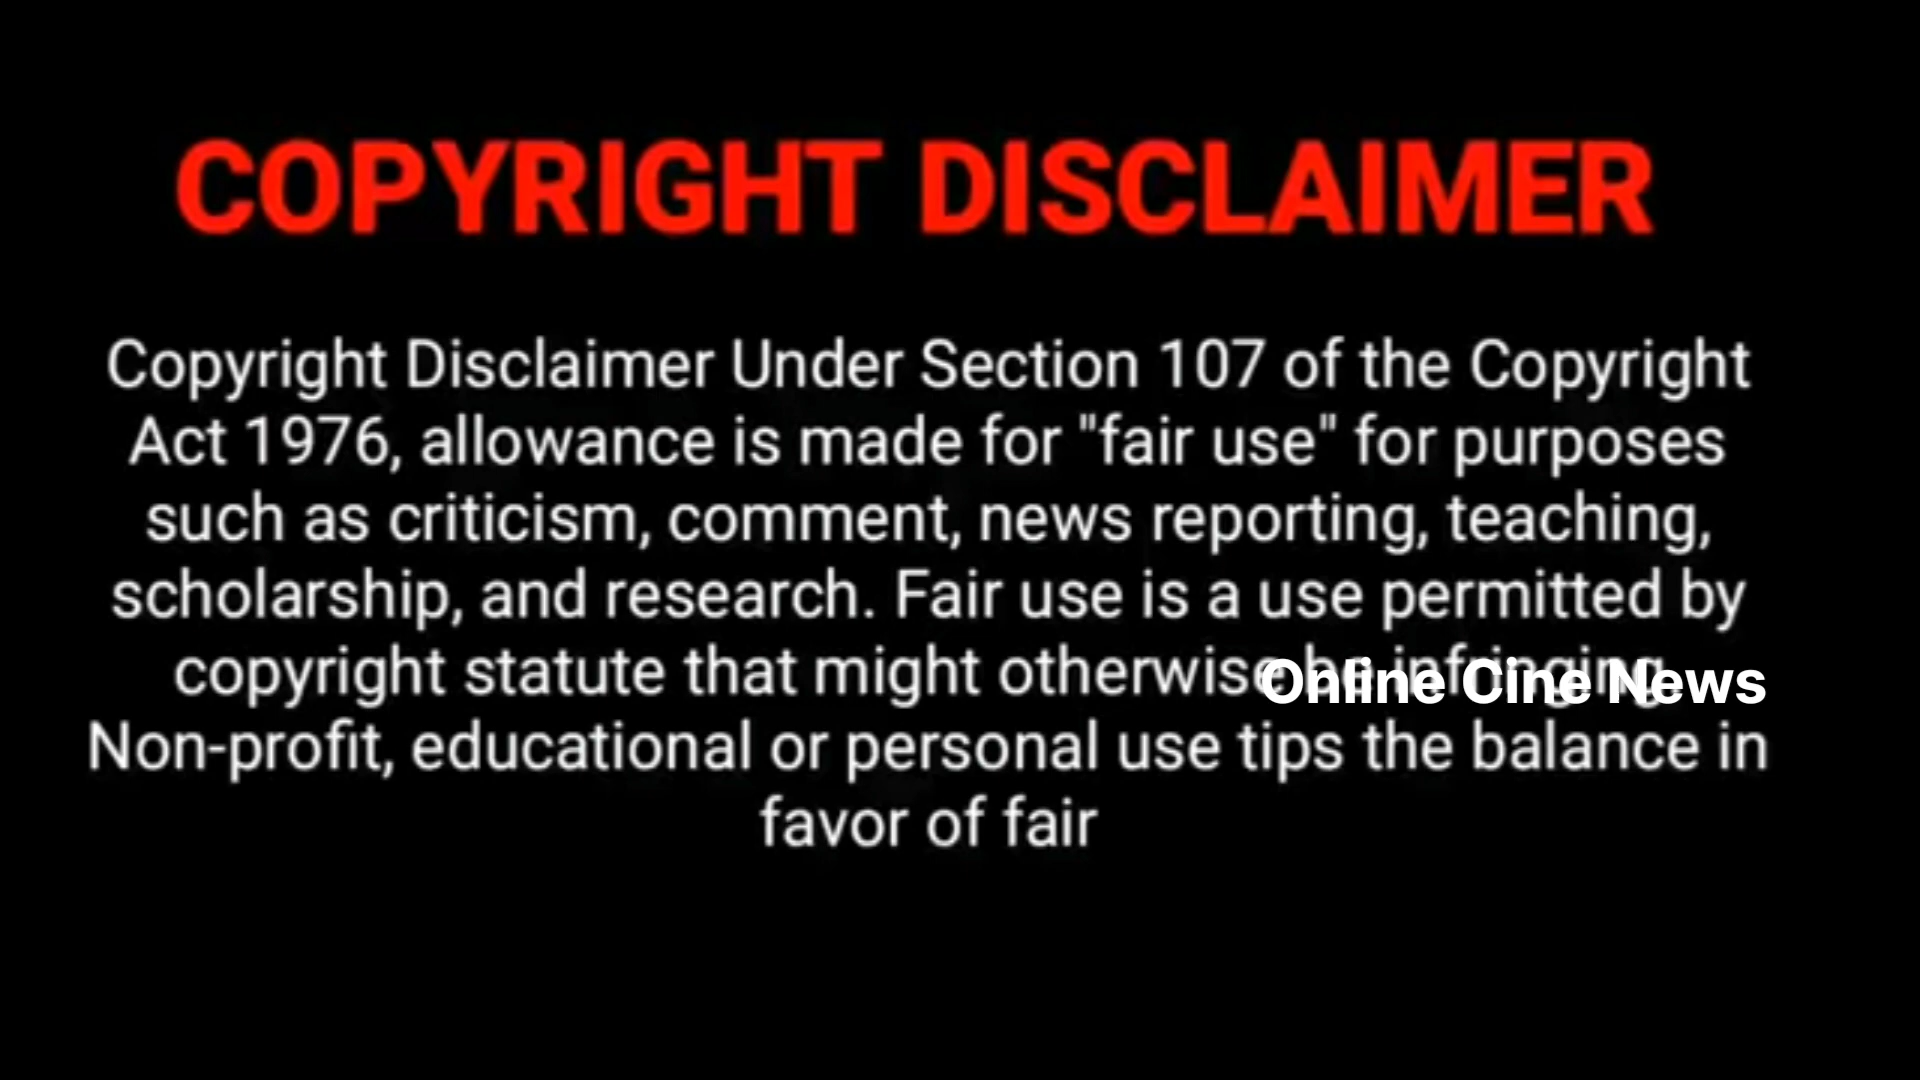 COPYRIGHT DISCLAIMER
Copyright Disclaimer Under Section 107 of the Copyright
Act 1976, allowance is made for "fair use" for purposes
such as criticism, comment, news reporting, teaching,
scholarship, and research. Fair use is a use permitted by
copyright statute that might otherwise be infringing
Online Cine News
Non-profit, educational or personal use tips the balance in
favor of fair